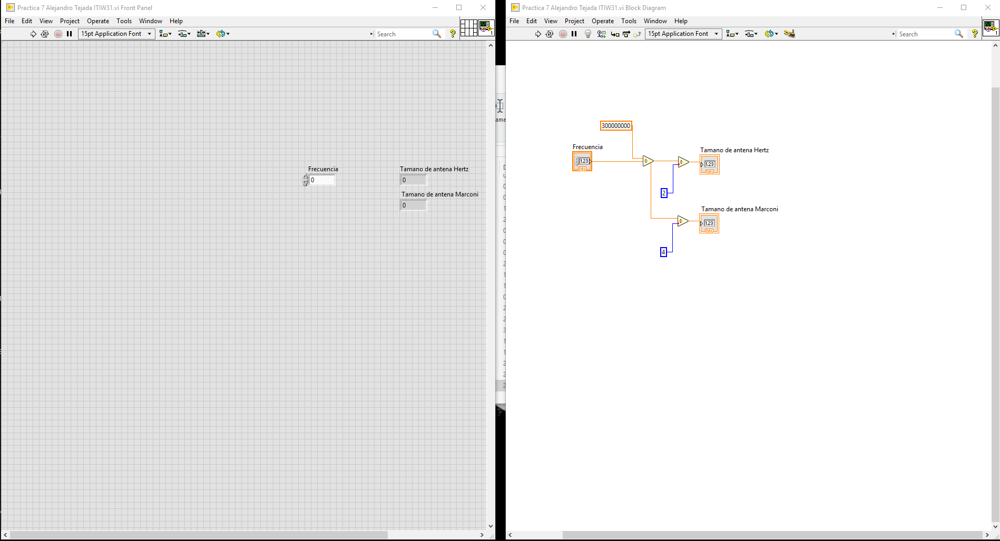 Practica 7 Alejandro Tejada ITIW31.vi Front Panel
File Edit View Project Operate Tools Window Help
15pt Application Font
Search
?
1
Frecuencia
0
Tamano de antena Hertz
0
Tamano de antena Marconi
0
Practica 7 Alejandro Tejada ITIW31.vi Block Diagram
File Edit View Project Operate Tools Window Help
15pt Application Font
Search
?
1
300000000
Frecuencia
1.23
DBL
Tamano de antena Hertz
1.23
DBL
2
Tamano de antena Marconi
1.23
DBL
4